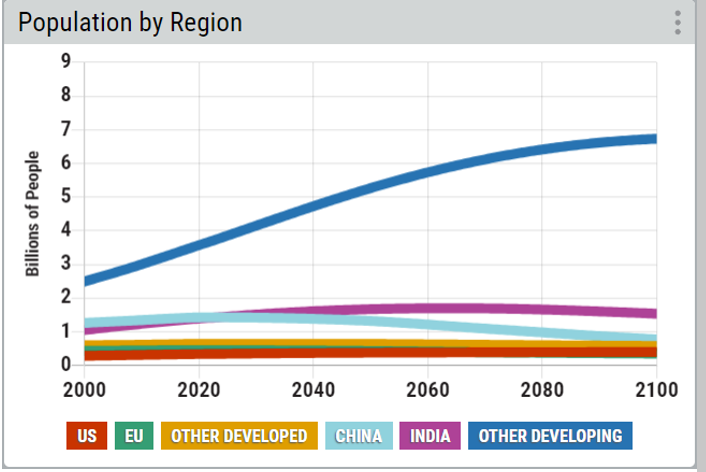 Population by Region
9
8
7
6
5
4
3
2
1
0
Billions of People
2000 2020 2040 2060 2080 2100
US EU OTHER DEVELOPED CHINA INDIA OTHER DEVELOPING